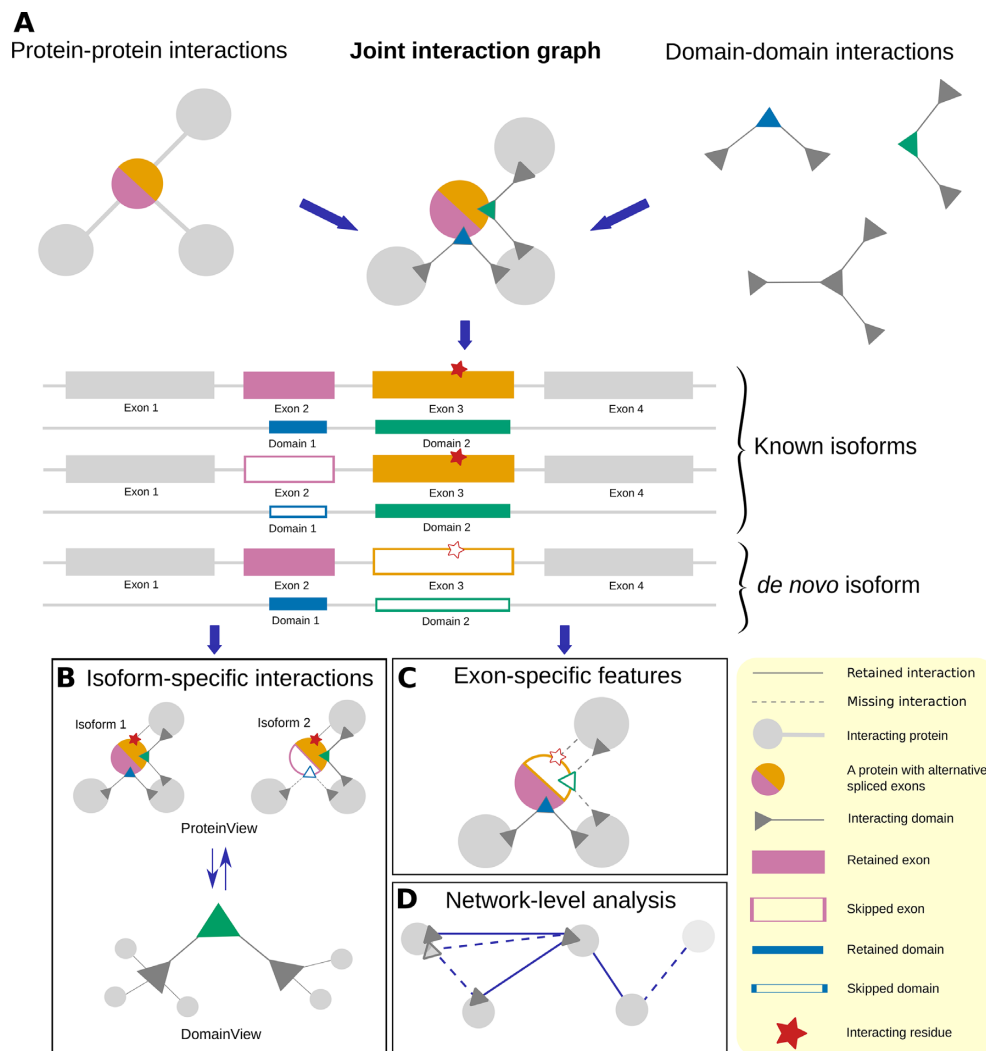 A
Protein-protein interactions
Joint interaction graph
Domain-domain interactions
Exon 1
Exon 2
Exon 3
Exon 4
Domain 1
Domain 2
Exon 1
Exon 2
Exon 3
Exon 4
Domain 1
Domain 2
Known isoforms
Exon 1
Exon 2
Exon 3
Exon 4
Domain 1
Domain 2
de novo isoform
B Isoform-specific interactions
Isoform 1
Isoform 2
ProteinView
DomainView
C Exon-specific features
D Network-level analysis
Retained interaction
Missing interaction
Interacting protein
A protein with alternative
spliced exons
Interacting domain
Retained exon
Skipped exon
Retained domain
Skipped domain
Interacting residue